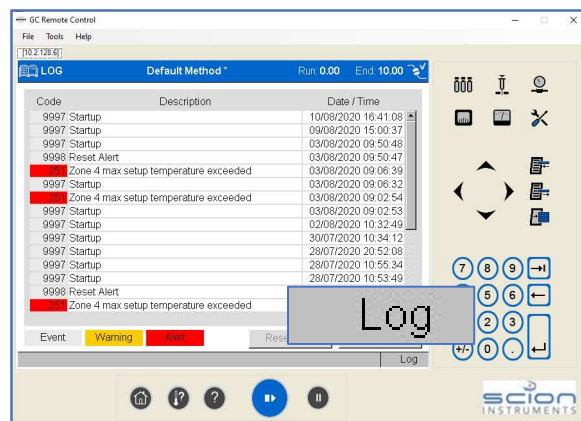 GC Remote Control
File Tools Help
[10.2.128.6]
LOG Default Method * Run: 0.00 End: 10.00
Code Description Date / Time
9997 Startup 10/08/2020 16:41:08
9997 Startup 09/08/2020 15:00:37
9997 Startup 03/08/2020 09:50:48
9998 Reset Alert 03/08/2020 09:50:47
251 Zone 4 max setup temperature exceeded 03/08/2020 09:06:39
9997 Startup 03/08/2020 09:06:32
251 Zone 4 max setup temperature exceeded 03/08/2020 09:02:54
9997 Startup 03/08/2020 09:02:53
9997 Startup 02/08/2020 10:32:49
9997 Startup 30/07/2020 10:34:12
9997 Startup 28/07/2020 20:52:08
9997 Startup 28/07/2020 10:55:34
9997 Startup 28/07/2020 10:53:49
9998 Reset Alert
251 Zone 4 max setup temperature exceeded
Event Warning Alert
Log
Log
7 8 9
5 6
2 3
+/- 0 .
scion
INSTRUMENTS